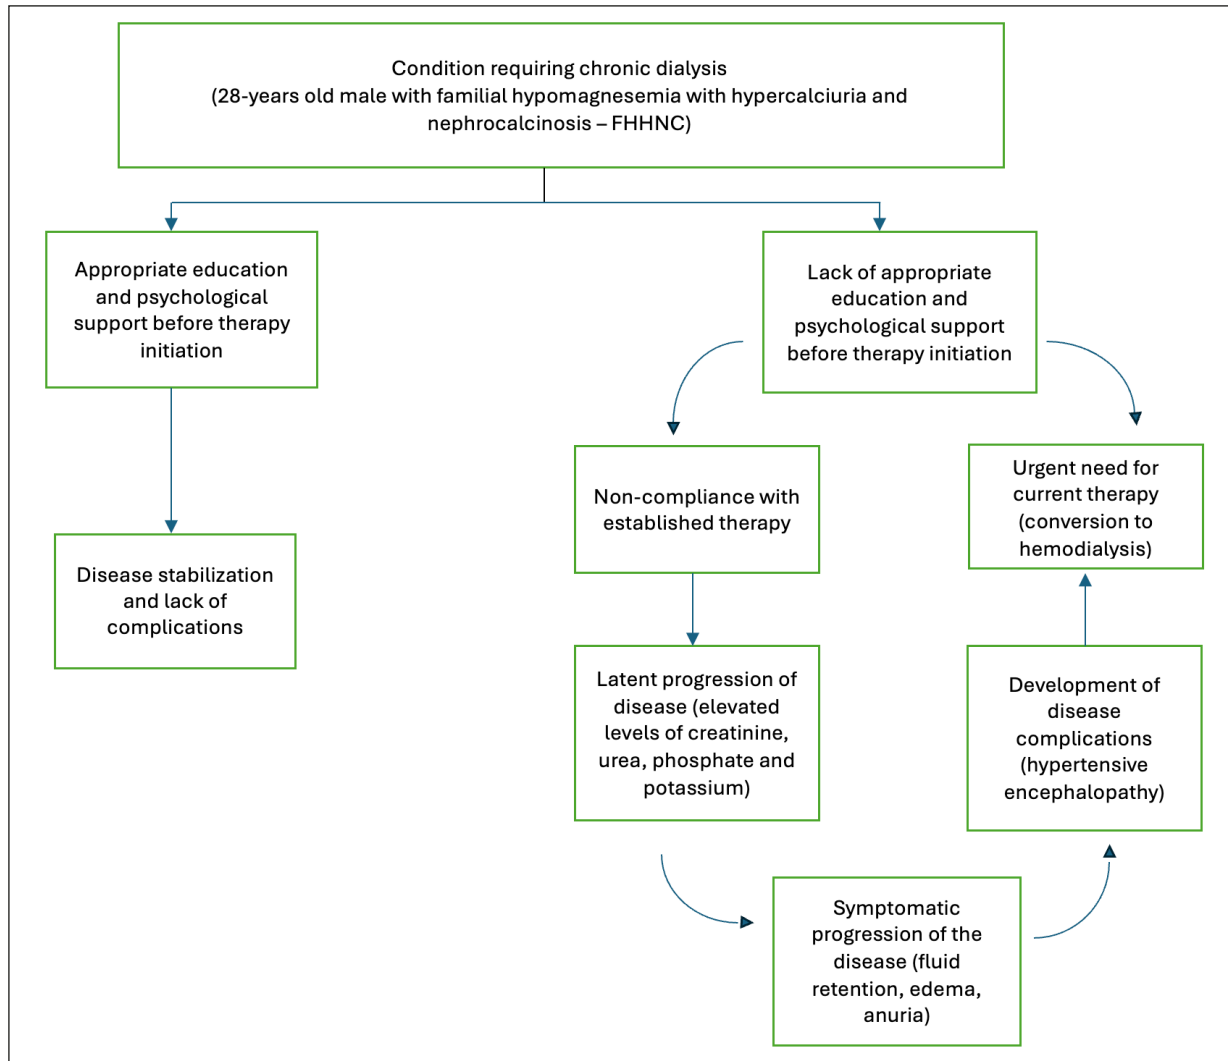 Condition requiring chronic dialysis
(28-years old male with familial hypomagnesemia with hypercalciuria and
nephrocalcinosis – FHHNC)
Appropriate education
and psychological
support before therapy
initiation
Lack of appropriate
education and
psychological support
before therapy initiation
Disease stabilization
and lack of
complications
Non-compliance with
established therapy
Urgent need for
current therapy
(conversion to
hemodialysis)
Latent progression of
disease (elevated
levels of creatinine,
urea, phosphate and
potassium)
Development of
disease
complications
(hypertensive
encephalopathy)
Symptomatic
progression of the
disease (fluid
retention, edema,
anuria)